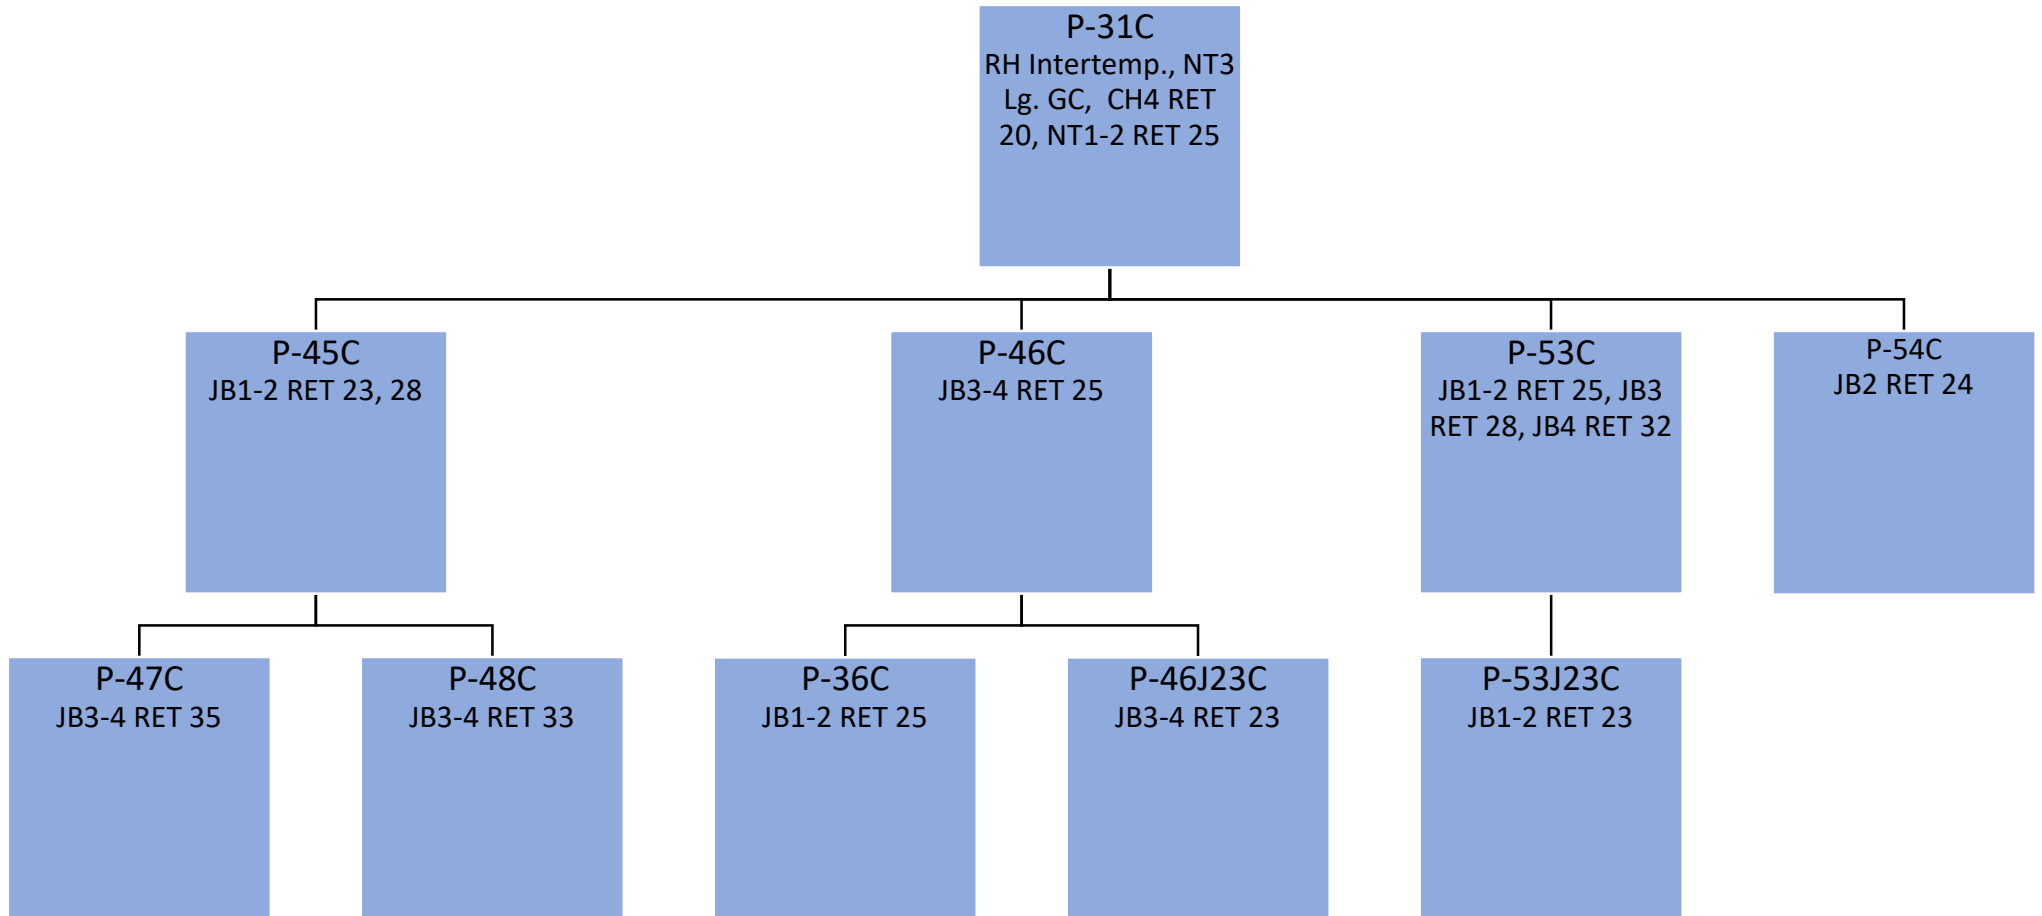 P-31C
RH Intertemp., NT3
Lg. GC, CH4 RET
20, NT1-2 RET 25
P-45C
JB1-2 RET 23, 28
P-46C
JB3-4 RET 25
P-53C
JB1-2 RET 25, JB3
RET 28, JB4 RET 32
P-54C
JB2 RET 24
P-47C
JB3-4 RET 35
P-48C
JB3-4 RET 33
P-36C
JB1-2 RET 25
P-46J23C
JB3-4 RET 23
P-53J23C
JB1-2 RET 23